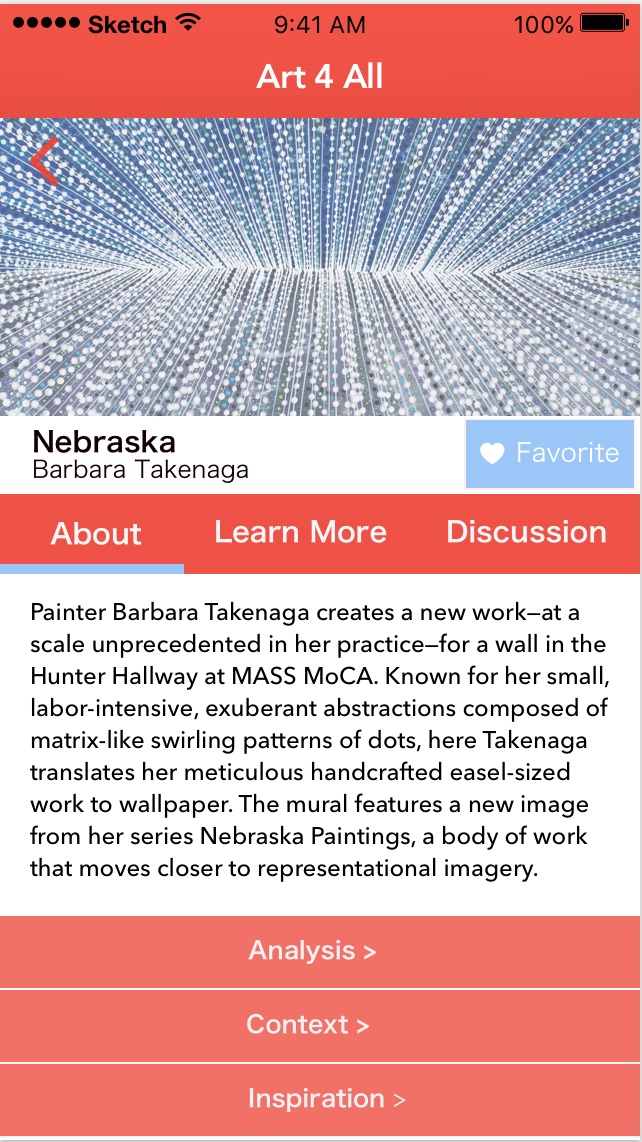 Sketch 9:41 AM 100%
Art 4 All
Nebraska
Barbara Takenaga
Favorite
About Learn More Discussion
Painter Barbara Takenaga creates a new work—at a
scale unprecedented in her practice—for a wall in the
Hunter Hallway at MASS MoCA. Known for her small,
labor-intensive, exuberant abstractions composed of
matrix-like swirling patterns of dots, here Takenaga
translates her meticulous handcrafted easel-sized
work to wallpaper. The mural features a new image
from her series Nebraska Paintings, a body of work
that moves closer to representational imagery.
Analysis >
Context >
Inspiration >